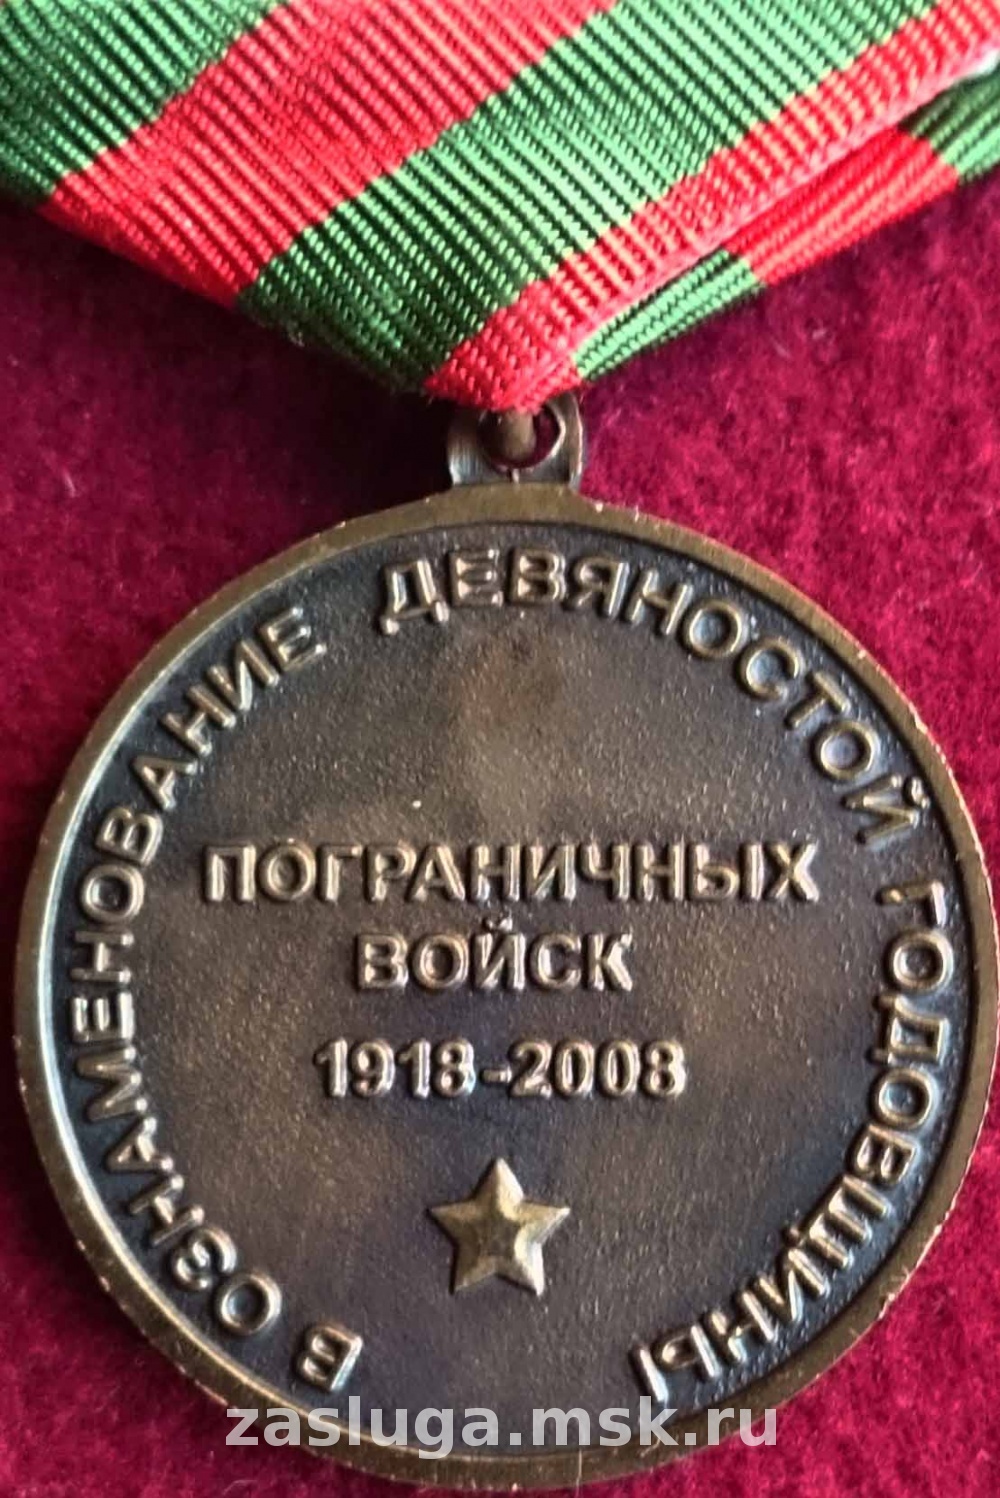 В ОЗНАМЕНОВАНИЕ ДЕВЯНОСТОЙ ГОДОВЩИНЫ
ПОГРАНИЧНЫХ
ВОЙСК
1918-2008
zasluga.msk.ru